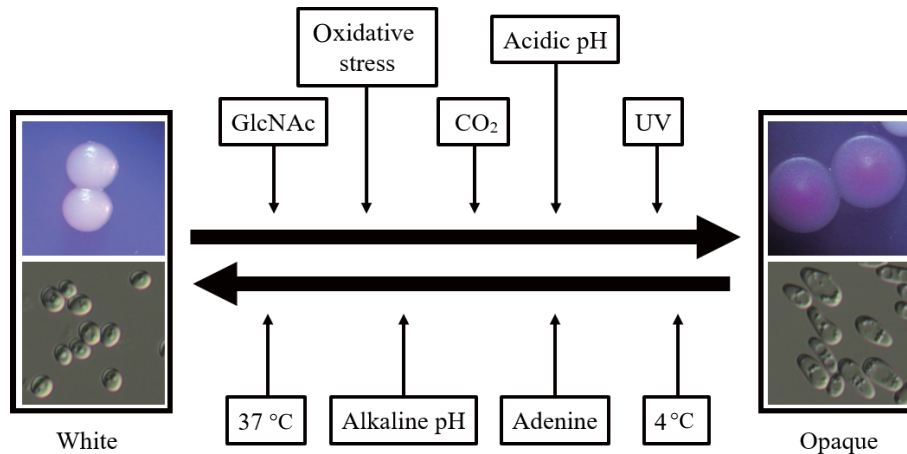 Oxidative
stress
Acidic pH
GlcNAc
CO₂
UV
37 °C
Alkaline pH
Adenine
4 °C
White
Opaque